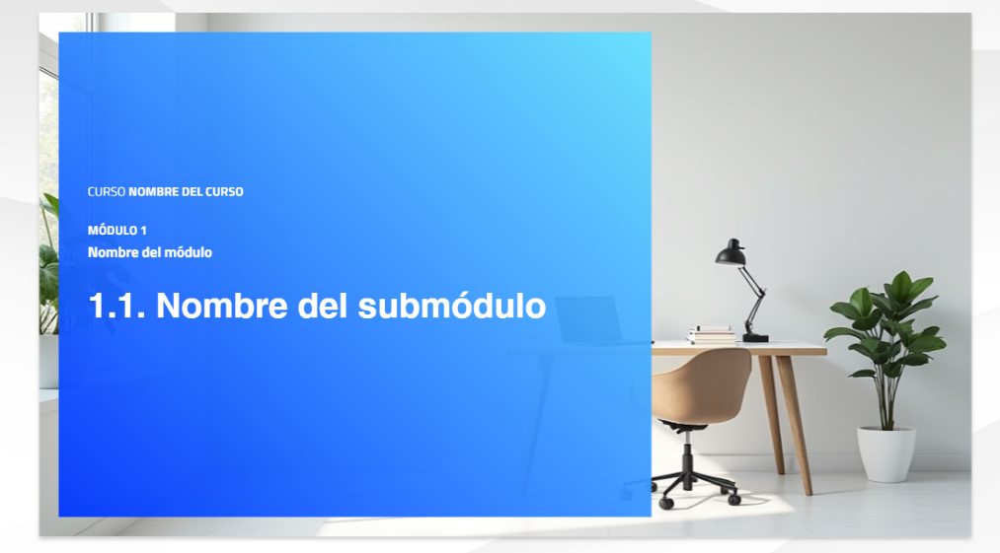 CURSO NOMBRE DEL CURSO
MÓDULO 1
Nombre del módulo
1.1. Nombre del submódulo